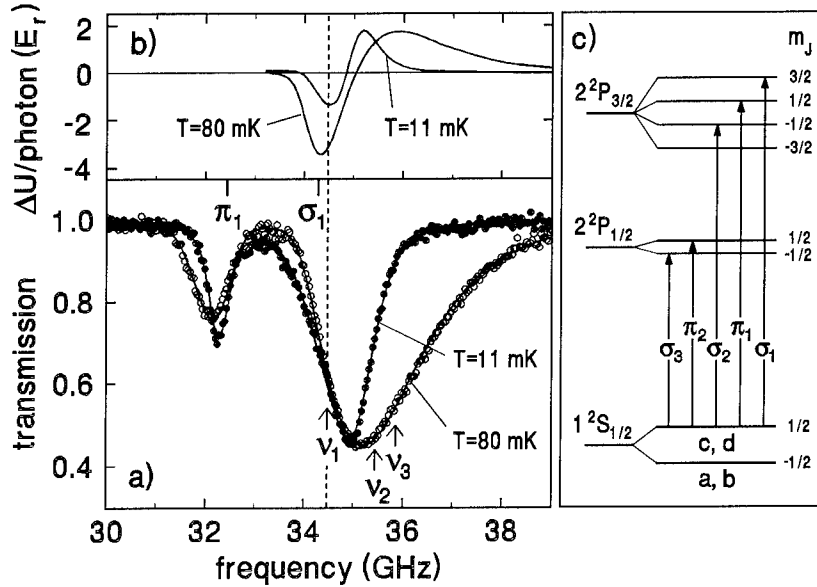 b)
ΔU/photon (E_r)
2
0
-2
-4
T=80 mK
T=11 mK
π₁
σ₁
1.0
0.8
0.6
0.4
transmission
T=11 mK
T=80 mK
ν₁
ν₂
ν₃
a)
30
32
34
36
38
frequency (GHz)
c)
m_J
2²P₃/₂
3/2
1/2
-1/2
-3/2
2²P₁/₂
1/2
-1/2
σ₃
π₂
σ₂
π₁
σ₁
1²S₁/₂
1/2
c, d
-1/2
a, b